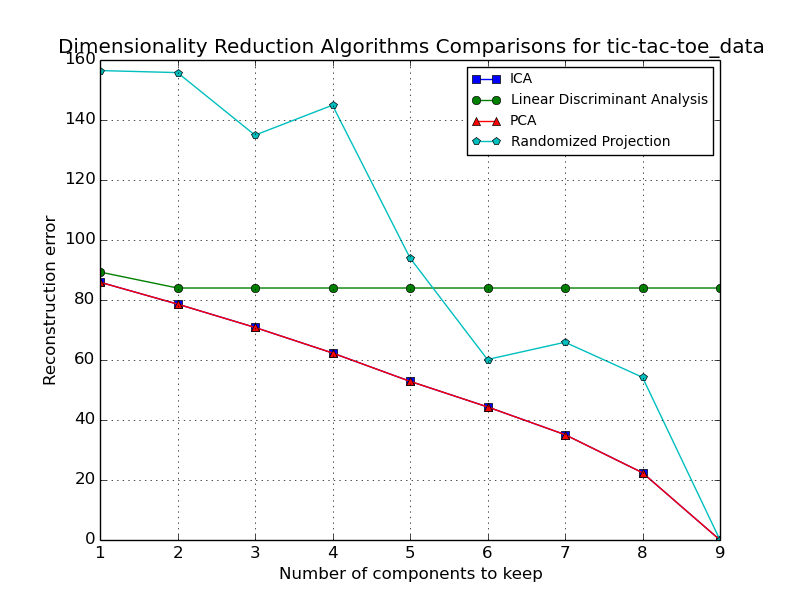 Dimensionality Reduction Algorithms Comparisons for tic-tac-toe_data
ICA
Linear Discriminant Analysis
PCA
Randomized Projection
Reconstruction error
160
140
120
100
80
60
40
20
0
1 2 3 4 5 6 7 8 9
Number of components to keep